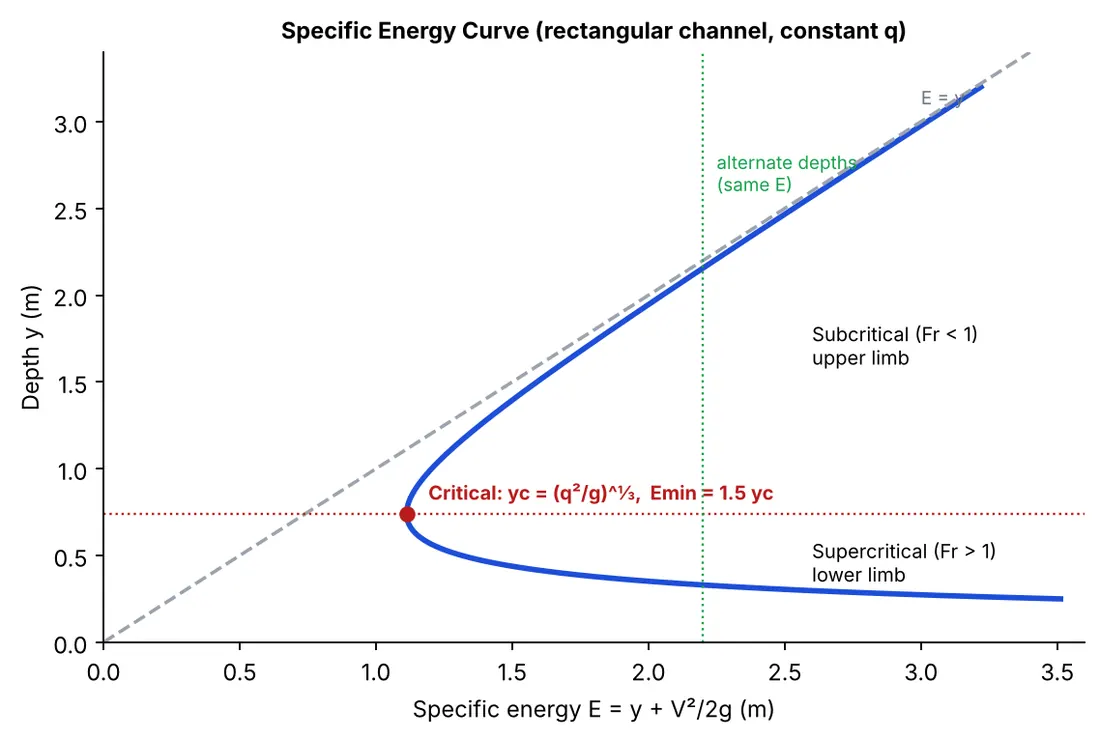 Specific Energy Curve (rectangular channel, constant q)
E = y
3.0
alternate depths
(same E)
2.5
2.0
Subcritical (Fr < 1)
upper limb
Depth y (m)
1.5
1.0
Critical: yc = (q²/g)^⅓, Emin = 1.5 yc
0.5
Supercritical (Fr > 1)
lower limb
0.0
0.0 0.5 1.0 1.5 2.0 2.5 3.0 3.5
Specific energy E = y + V²/2g (m)